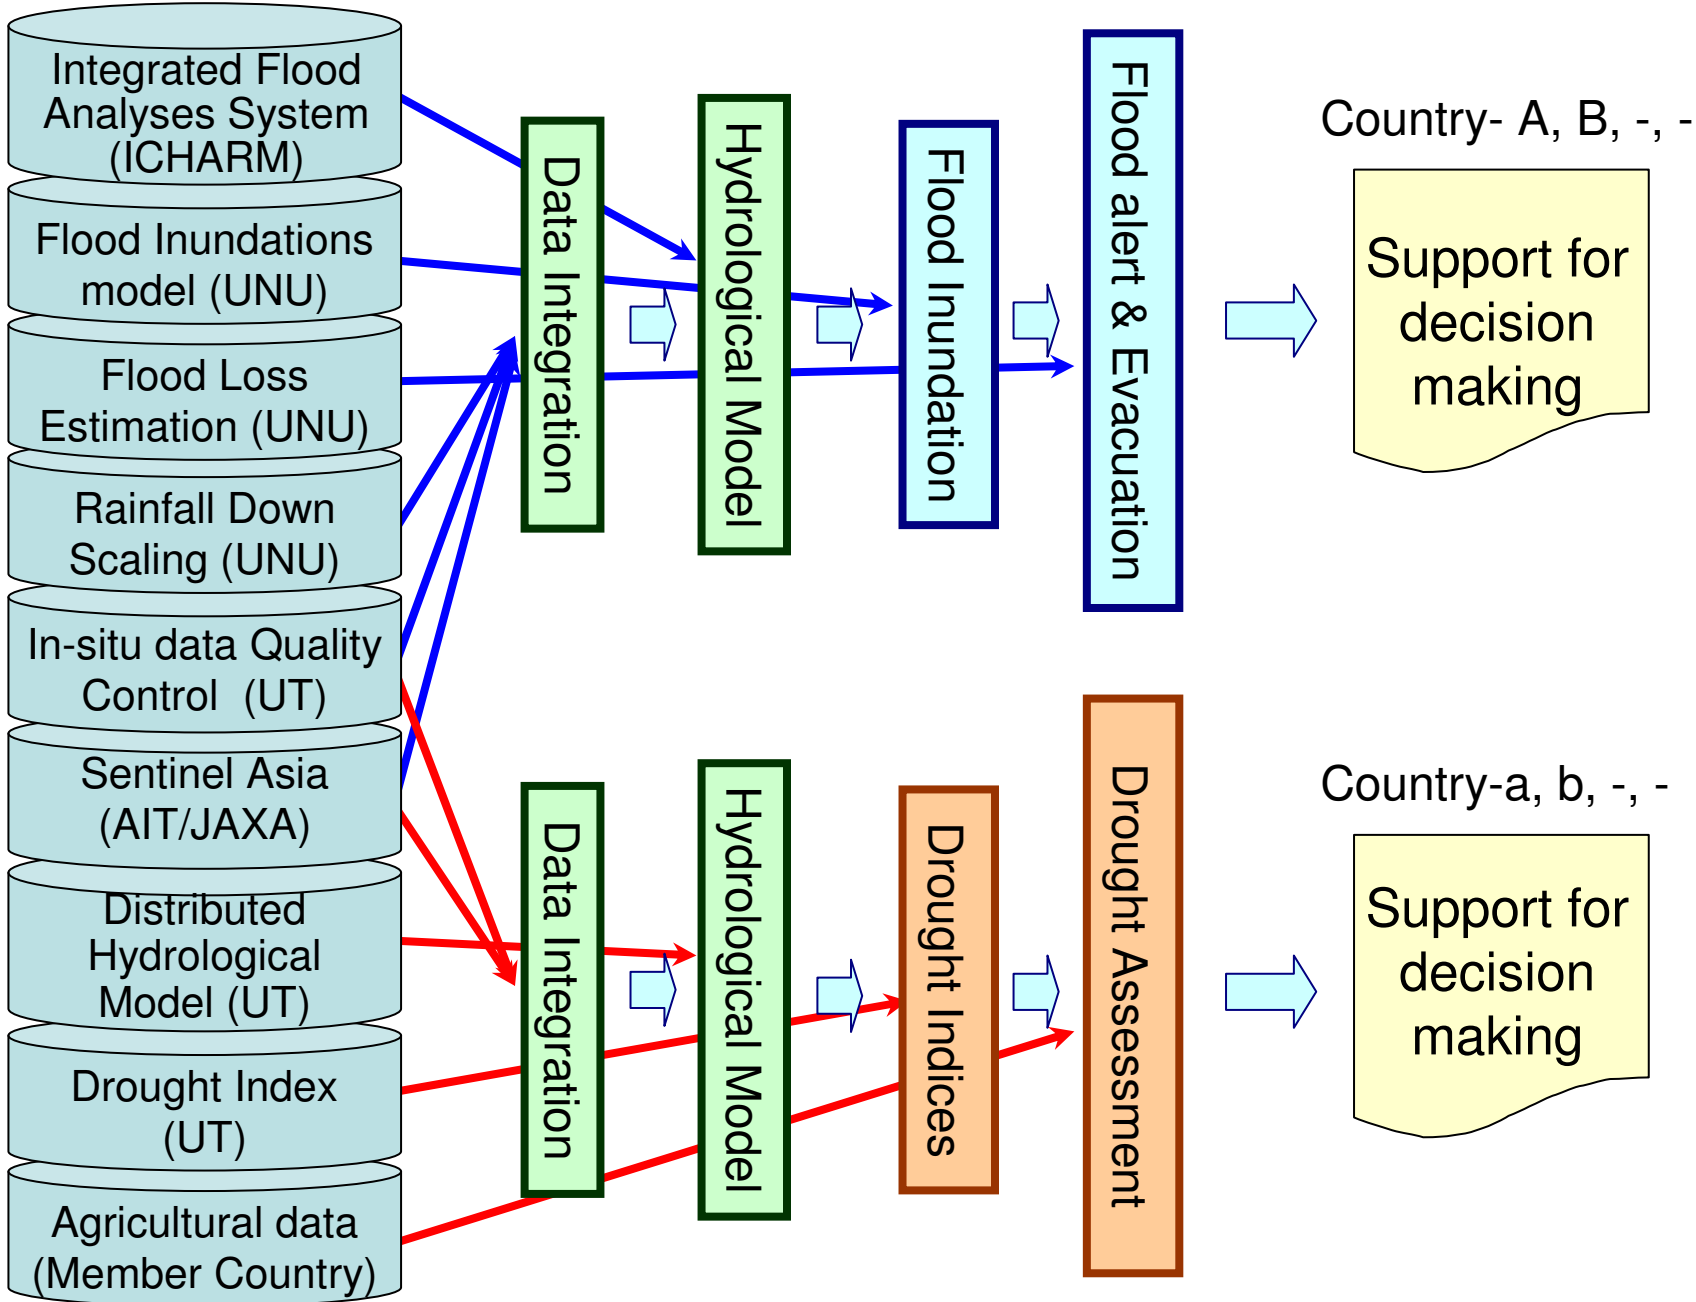 Integrated Flood
Analyses System
(ICHARM)
Flood Inundations
model (UNU)
Flood Loss
Estimation (UNU)
Rainfall Down
Scaling (UNU)
In-situ data Quality
Control (UT)
Sentinel Asia
(AIT/JAXA)
Distributed
Hydrological
Model (UT)
Drought Index
(UT)
Agricultural data
(Member Country)
Data Integration
Hydrological Model
Flood Inundation
Flood alert & Evacuation
Country- A, B, -, -
Support for
decision
making
Data Integration
Hydrological Model
Drought Indices
Drought Assessment
Country-a, b, -, -
Support for
decision
making